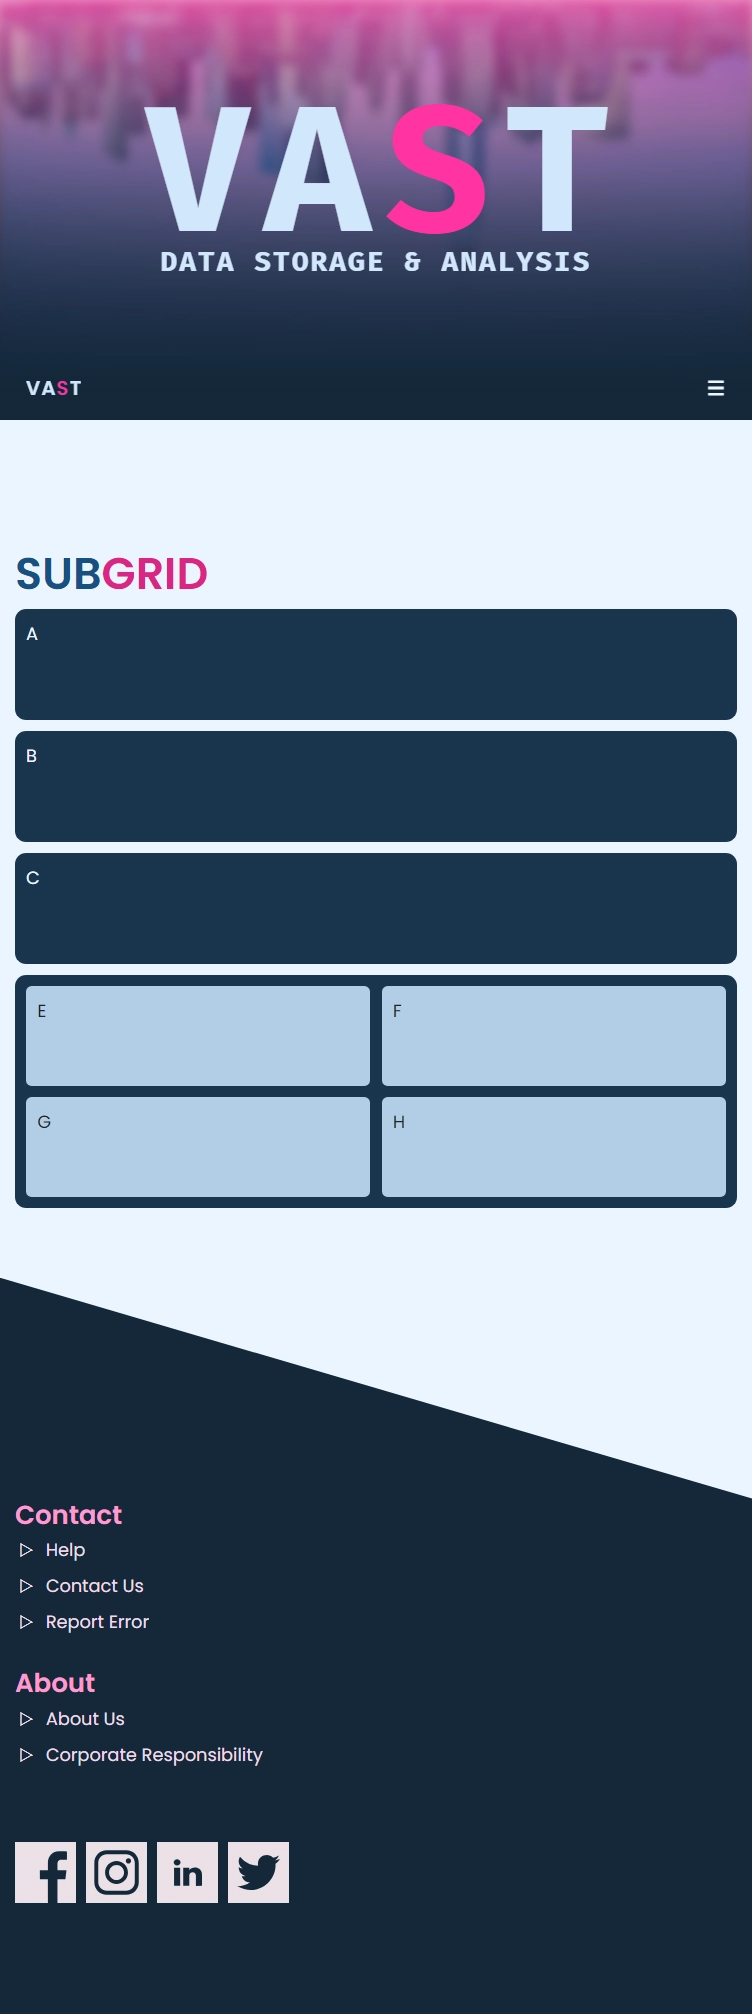 VAST
DATA STORAGE & ANALYSIS
VAST
SUBGRID
A
B
C
E
F
G
H
Contact
Help
Contact Us
Report Error
About
About Us
Corporate Responsibility